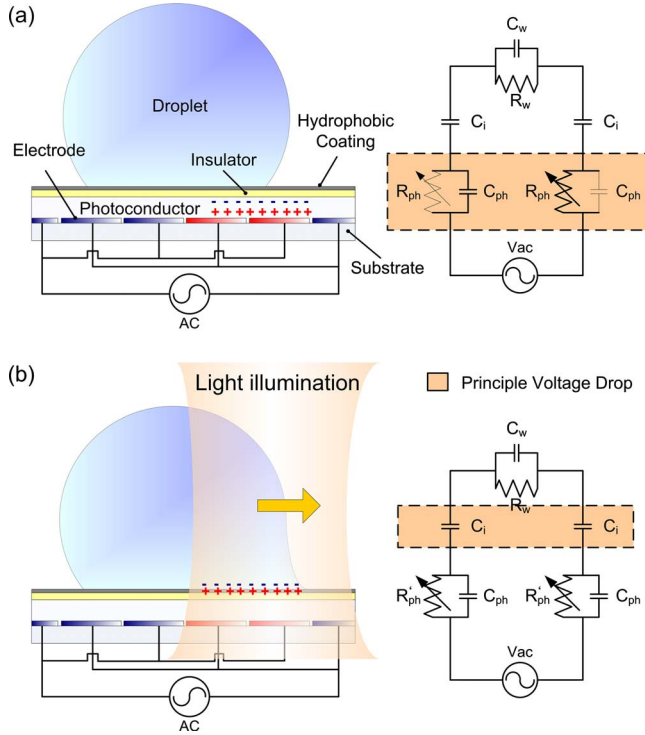 (a)
Droplet
Hydrophobic
Coating
Electrode
Insulator
Photoconductor
- - - - - - - - -
+ + + + + + + + +
Substrate
AC
Cw
Rw
Ci
Ci
Rph
Cph
Rph
Cph
Vac
(b)
Light illumination
Principle Voltage Drop
- - - - - - - - -
+ + + + + + + + +
AC
Cw
Rw
Ci
Ci
R'ph
Cph
R'ph
Cph
Vac